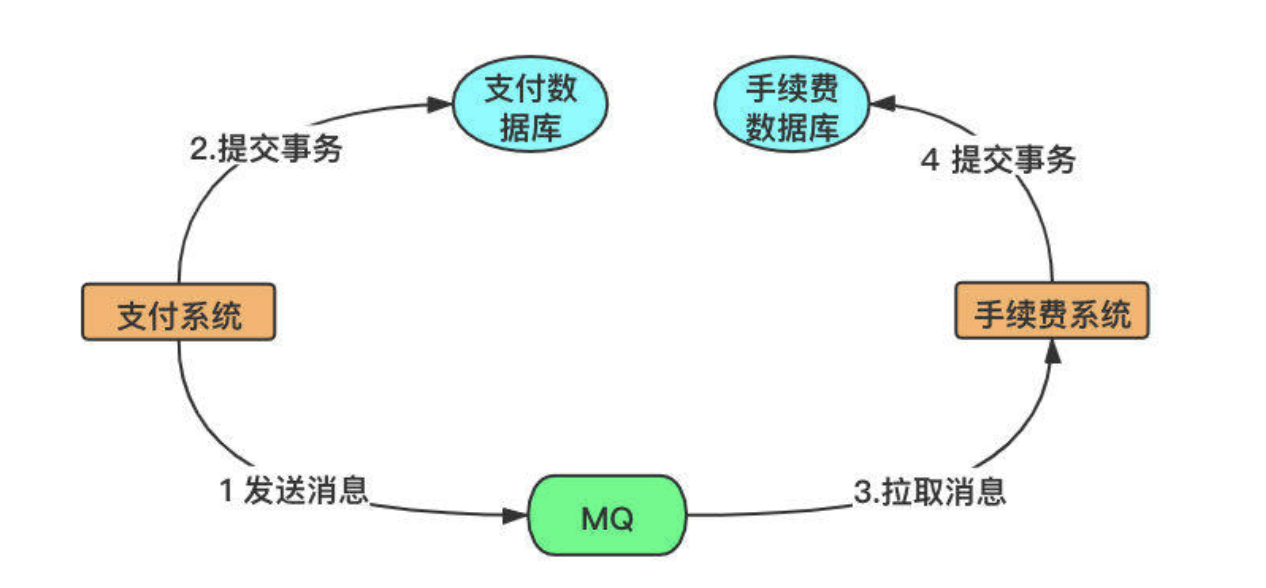 支付数
据库
手续费
数据库
2.提交事务
4 提交事务
支付系统
手续费系统
1 发送消息
3.拉取消息
MQ